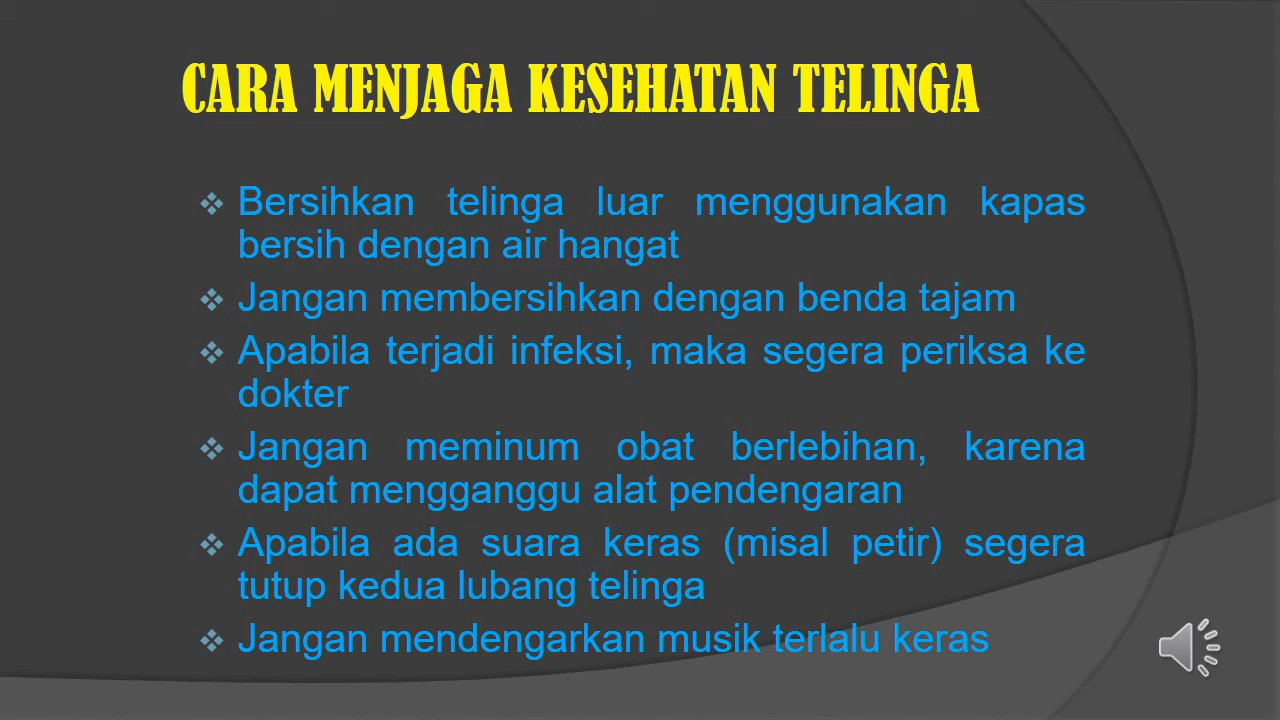 CARA MENJAGA KESEHATAN TELINGA
Bersihkan telinga luar menggunakan kapas
bersih dengan air hangat
Jangan membersihkan dengan benda tajam
Apabila terjadi infeksi, maka segera periksa ke
dokter
Jangan meminum obat berlebihan, karena
dapat mengganggu alat pendengaran
Apabila ada suara keras (misal petir) segera
tutup kedua lubang telinga
Jangan mendengarkan musik terlalu keras